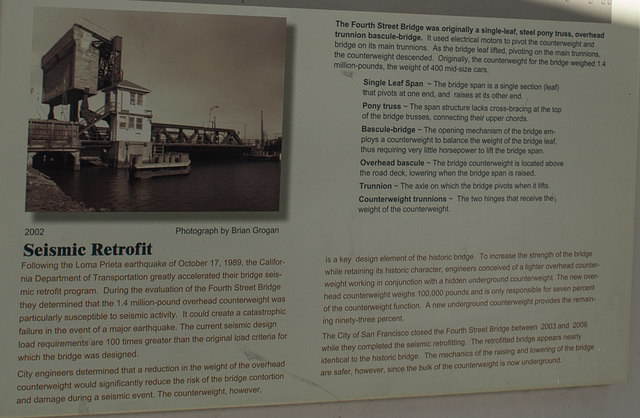 The Fourth Street Bridge was originally a single-leaf, steel pony truss, overhead
trunnion bascule-bridge. It used electrical motors to pivot the counterweight and
bridge on its main trunnions. As the bridge leaf lifted, pivoting on the main trunnions,
the counterweight descended. Originally, the counterweight for the bridge weighed 1.4
million-pounds, the weight of 400 mid-size cars.
Single Leaf Span ~ The bridge span is a single section (leaf)
that pivots at one end, and raises at its other end.
Pony truss ~ The span structure lacks cross-bracing at the top
of the bridge trusses, connecting their upper chords.
Bascule-bridge ~ The opening mechanism of the bridge em-
ploys a counterweight to balance the weight of the bridge leaf,
thus requiring very little horsepower to lift the bridge span.
Overhead bascule ~ The bridge counterweight is located above
the road deck, lowering when the bridge span is raised.
Trunnion ~ The axle on which the bridge pivots when it lifts.
Counterweight trunnions ~ The two hinges that receive the
weight of the counterweight.
2002 Photograph by Brian Grogan
Seismic Retrofit
Following the Loma Prieta earthquake of October 17, 1989, the Califor-
nia Department of Transportation greatly accelerated their bridge seis-
mic retrofit program. During the evaluation of the Fourth Street Bridge
they determined that the 1.4 million-pound overhead counterweight was
particularly susceptible to seismic activity. It could create a catastrophic
failure in the event of a major earthquake. The current seismic design
load requirements are 100 times greater than the original load criteria for
which the bridge was designed.
City engineers determined that a reduction in the weight of the overhead
counterweight would significantly reduce the risk of the bridge contortion
and damage during a seismic event. The counterweight, however,
is a key design element of the historic bridge. To increase the strength of the bridge
while retaining its historic character, engineers conceived of a lighter overhead counter-
weight working in conjunction with a hidden underground counterweight. The new over-
head counterweight weighs 100,000 pounds and is only responsible for seven percent
of the counterweight function. A new underground counterweight provides the remain-
ing ninety-three percent.
The City of San Francisco closed the Fourth Street Bridge between 2003 and 2006
while they completed the seismic retrofitting. The retrofitted bridge appears nearly
identical to the historic bridge. The mechanics of the raising and lowering of the bridge
are safer, however, since the bulk of the counterweight is now underground.